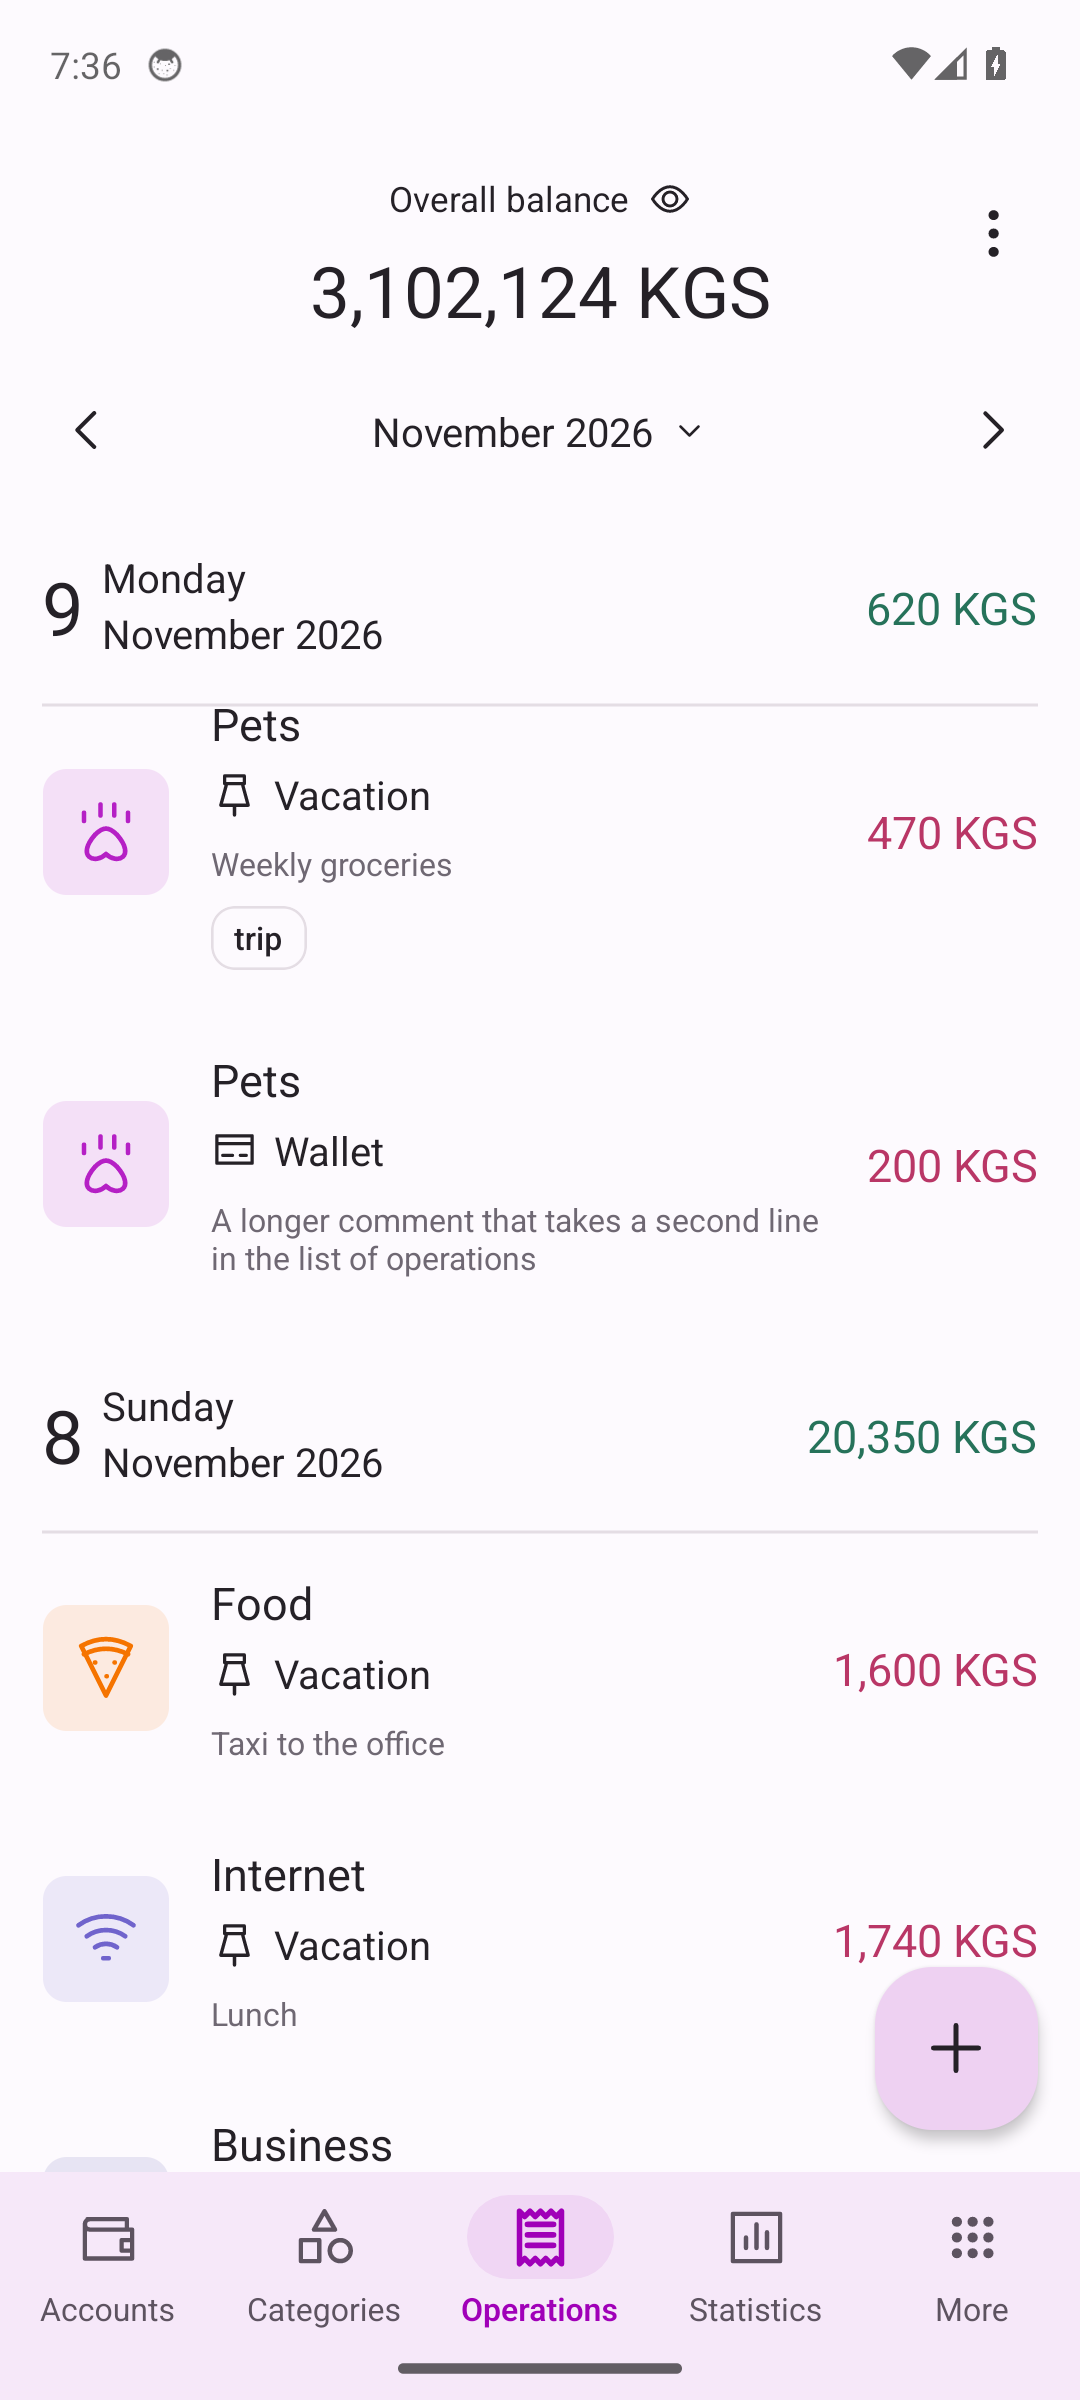 7:36
Overall balance
3,102,124 KGS
November 2026
9
Monday
November 2026
620 KGS
Pets
Vacation
470 KGS
Weekly groceries
trip
Pets
Wallet
200 KGS
A longer comment that takes a second line
in the list of operations
8
Sunday
November 2026
20,350 KGS
Food
Vacation
1,600 KGS
Taxi to the office
Internet
Vacation
1,740 KGS
Lunch
Business
Accounts
Categories
Operations
Statistics
More